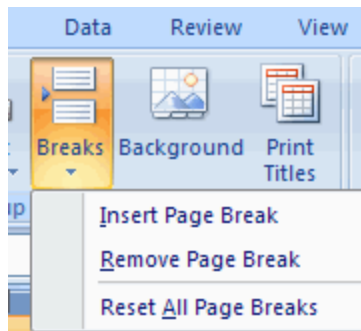 Data Review View
Breaks Background Print
Titles
Insert Page Break
Remove Page Break
Reset All Page Breaks